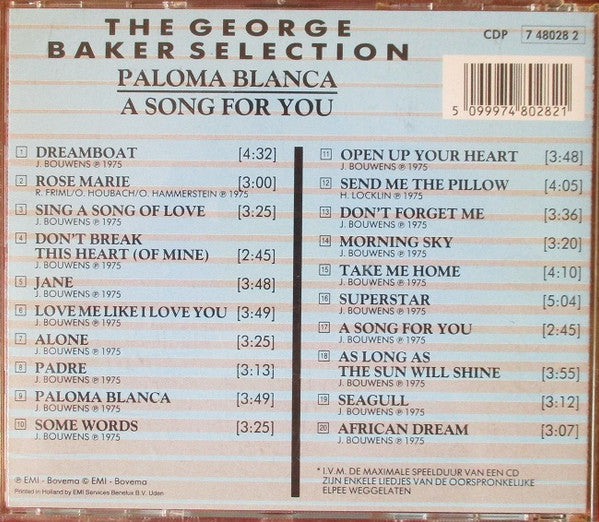 THE GEORGE
BAKER SELECTION
PALOMA BLANCA
A SONG FOR YOU
CDP 7 48028 2
5 099974 802821
1 DREAMBOAT [4:32]
J. BOUWENS ℗ 1975
2 ROSE MARIE [3:00]
R. FRIML/O. HOUBACH/O. HAMMERSTEIN ℗ 1975
3 SING A SONG OF LOVE [3:25]
J. BOUWENS ℗ 1975
4 DON'T BREAK
THIS HEART (OF MINE) [2:45]
J. BOUWENS ℗ 1975
5 JANE [3:48]
J. BOUWENS ℗ 1975
6 LOVE ME LIKE I LOVE YOU [3:49]
J. BOUWENS ℗ 1975
7 ALONE [3:25]
J. BOUWENS ℗ 1975
8 PADRE [3:13]
J. BOUWENS ℗ 1975
9 PALOMA BLANCA [3:49]
J. BOUWENS ℗ 1975
10 SOME WORDS [3:25]
J. BOUWENS ℗ 1975
11 OPEN UP YOUR HEART [3:48]
J. BOUWENS ℗ 1975
12 SEND ME THE PILLOW [4:05]
H. LOCKLIN ℗ 1975
13 DON'T FORGET ME [3:36]
J. BOUWENS ℗ 1975
14 MORNING SKY [3:20]
J. BOUWENS ℗ 1975
15 TAKE ME HOME [4:10]
J. BOUWENS ℗ 1975
16 SUPERSTAR [5:04]
J. BOUWENS ℗ 1975
17 A SONG FOR YOU [2:45]
J. BOUWENS ℗ 1975
18 AS LONG AS
THE SUN WILL SHINE [3:55]
J. BOUWENS ℗ 1975
19 SEAGULL [3:12]
J. BOUWENS ℗ 1975
20 AFRICAN DREAM [3:07]
J. BOUWENS ℗ 1975
℗ EMI - Bovema © EMI - Bovema
Printed in Holland by EMI Services Benelux B.V. Uden
* I.V.M. DE MAXIMALE SPEELDUUR VAN EEN CD
ZIJN ENKELE LIEDJES VAN DE OORSPRONKELIJKE
ELPEE WEGGELATEN